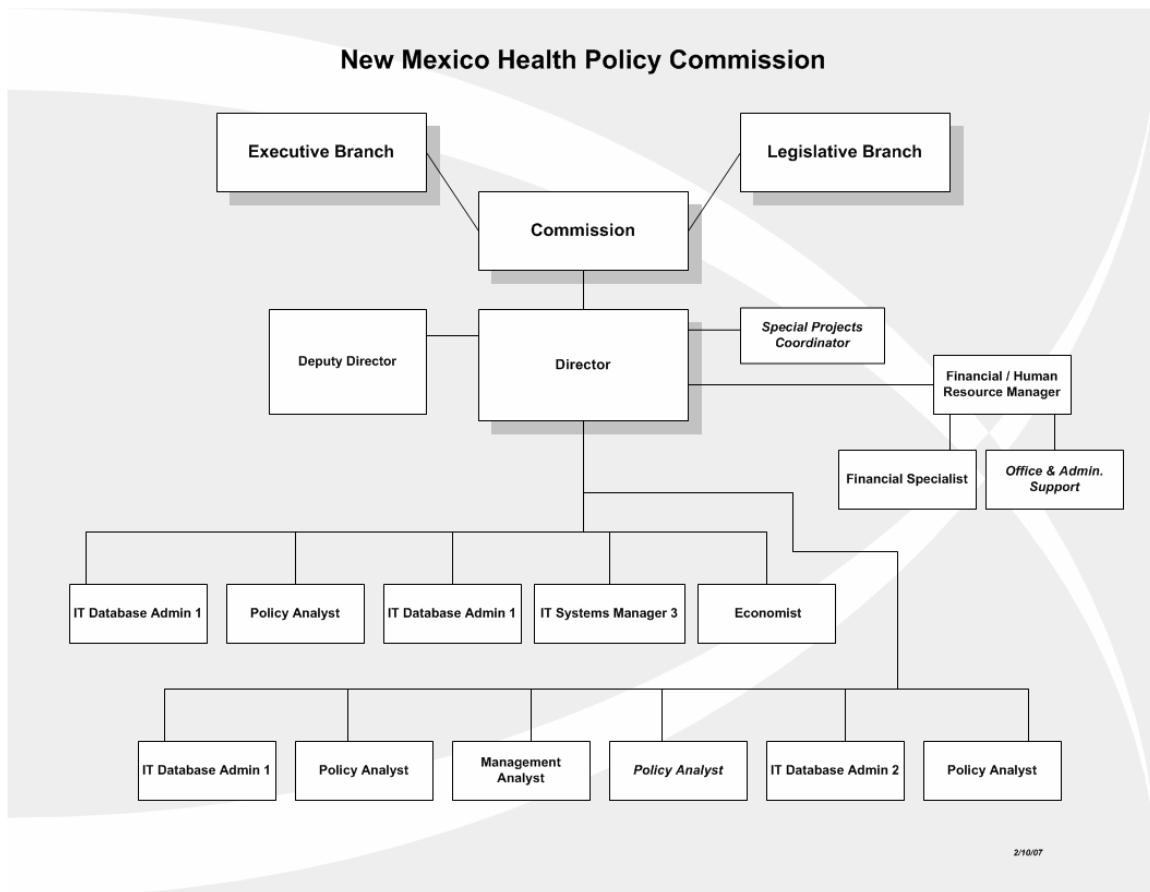 New Mexico Health Policy Commission
Executive Branch
Legislative Branch
Commission
Deputy Director
Director
Special Projects
Coordinator
Financial / Human
Resource Manager
Financial Specialist
Office & Admin.
Support
IT Database Admin 1
Policy Analyst
IT Database Admin 1
IT Systems Manager 3
Economist
IT Database Admin 1
Policy Analyst
Management
Analyst
Policy Analyst
IT Database Admin 2
Policy Analyst
2/10/07